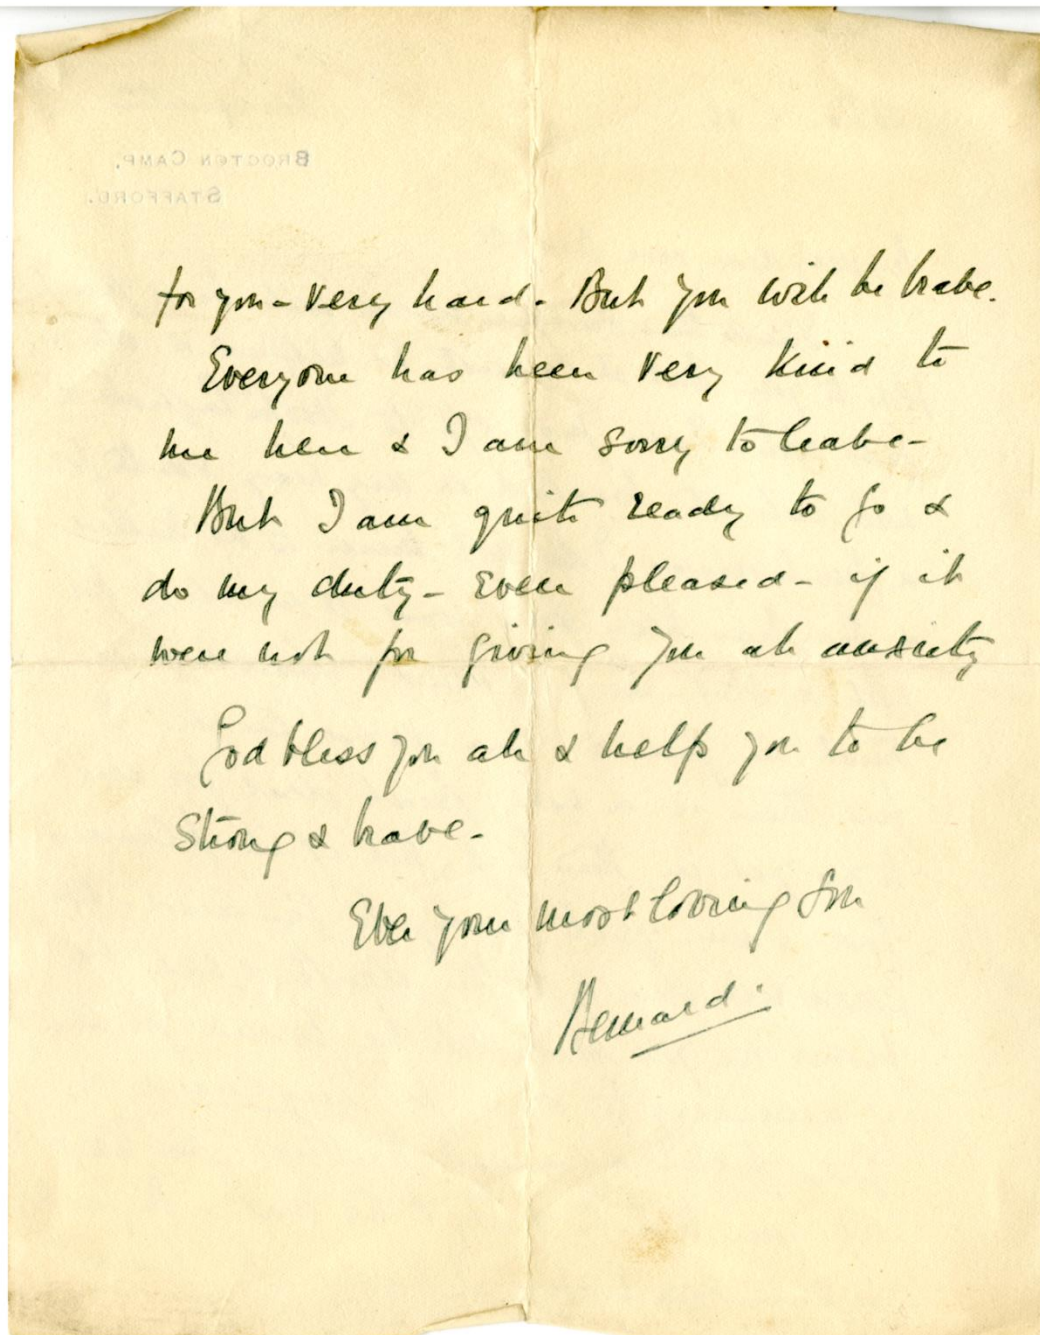 BROCTON CAMP,
STAFFORD.
for you - very hard - But you will be brave.
Everyone has been very kind to
me here & I am sorry to leave -
But I am quite ready to go &
do my duty - even pleased - if it
were not for giving you all anxiety
God bless you all & help you to be
strong & brave -
Ever your most loving son
Bernard.